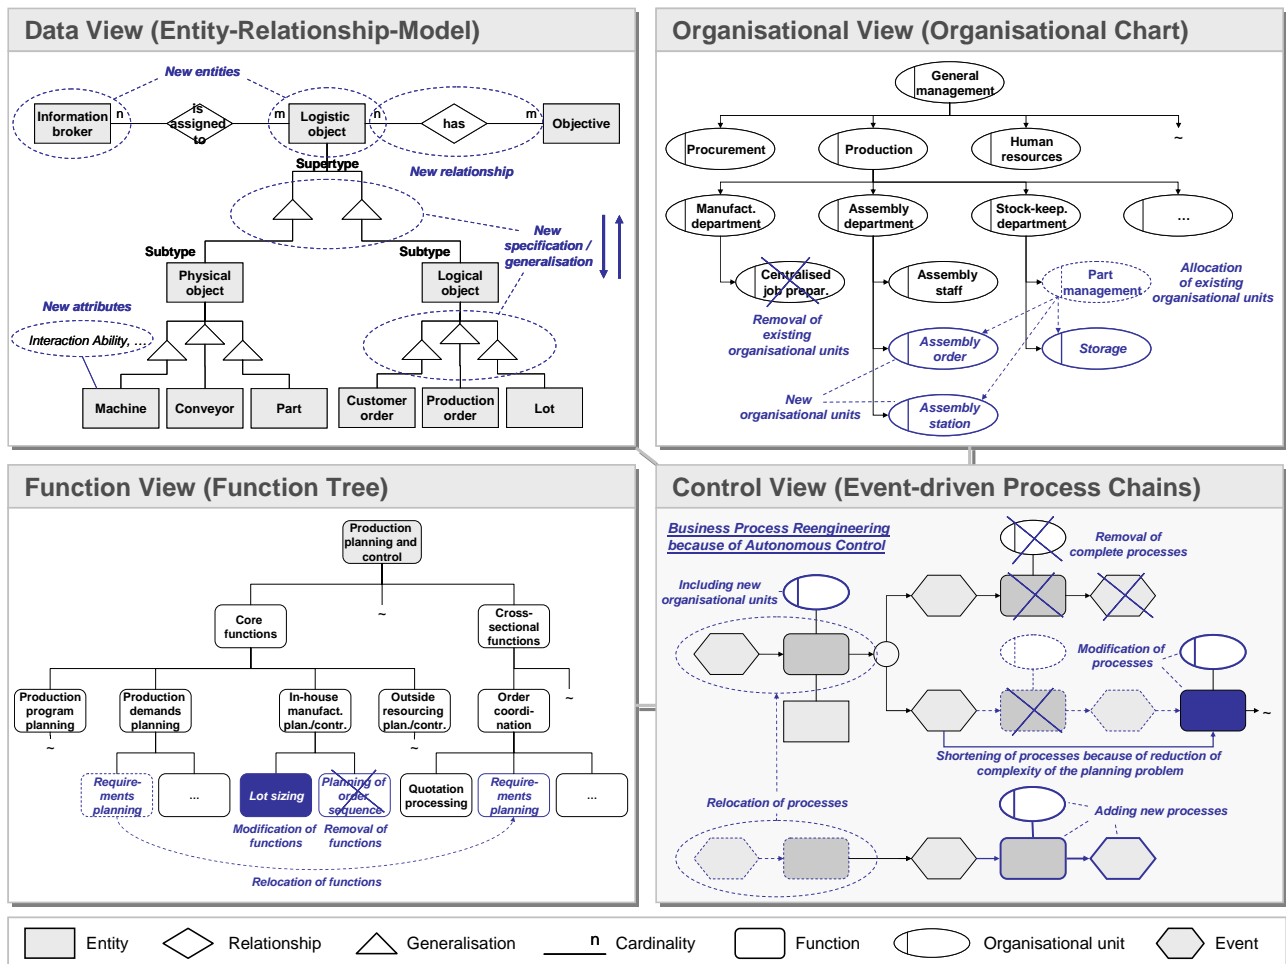 Data View (Entity-Relationship-Model)
New entities
Information
broker
n
is
assigned
to
m
Logistic
object
n
has
m
Objective
Supertype
New relationship
New
specification /
generalisation
Subtype
Subtype
Physical
object
Logical
object
New attributes
Interaction Ability, ...
Machine
Conveyor
Part
Customer
order
Production
order
Lot
Organisational View (Organisational Chart)
General
management
Procurement
Production
Human
resources
~
Manufact.
department
Assembly
department
Stock-keep.
department
...
Centralised
job prepar.
Assembly
staff
Part
management
Allocation
of existing
organisational units
Removal of
existing
organisational units
Assembly
order
Storage
New
organisational units
Assembly
station
Function View (Function Tree)
Production
planning and
control
~
Core
functions
Cross-
sectional
functions
Production
program
planning
Production
demands
planning
In-house
manufact.
plan./contr.
Outside
resourcing
plan./contr.
Order
coordi-
nation
~
~
~
Require-
ments
planning
...
Lot sizing
Planning of
order
sequence
Quotation
processing
Require-
ments
planning
...
Modification of
functions
Removal of
functions
Relocation of functions
Control View (Event-driven Process Chains)
Business Process Reengineering
because of Autonomous Control
Removal of
complete processes
Including new
organisational units
Modification of
processes
~
Shortening of processes because of reduction of
complexity of the planning problem
Relocation of processes
Adding new processes
Entity
Relationship
Generalisation
n
Cardinality
Function
Organisational unit
Event